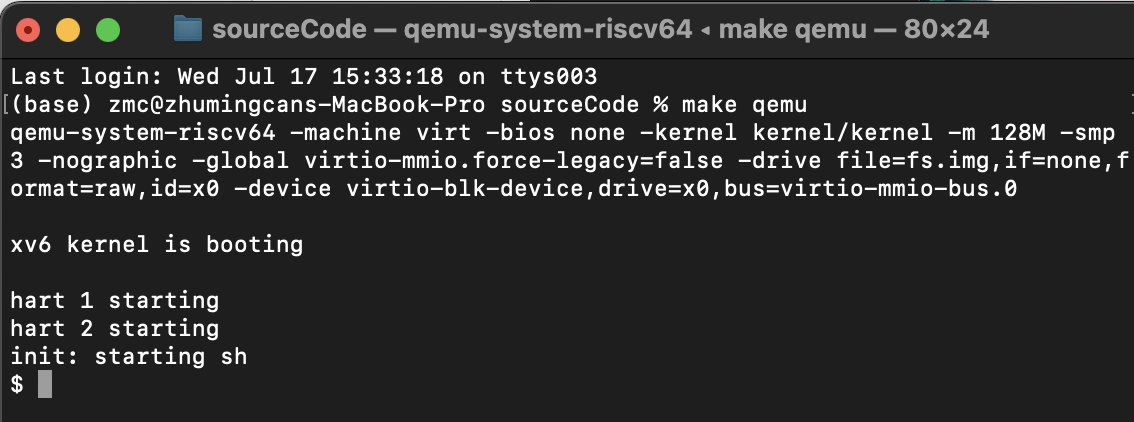 sourceCode — qemu-system-riscv64 ◂ make qemu — 80×24
Last login: Wed Jul 17 15:33:18 on ttys003
[(base) zmc@zhumingcans-MacBook-Pro sourceCode % make qemu
qemu-system-riscv64 -machine virt -bios none -kernel kernel/kernel -m 128M -smp
3 -nographic -global virtio-mmio.force-legacy=false -drive file=fs.img,if=none,f
ormat=raw,id=x0 -device virtio-blk-device,drive=x0,bus=virtio-mmio-bus.0
xv6 kernel is booting
hart 1 starting
hart 2 starting
init: starting sh
$